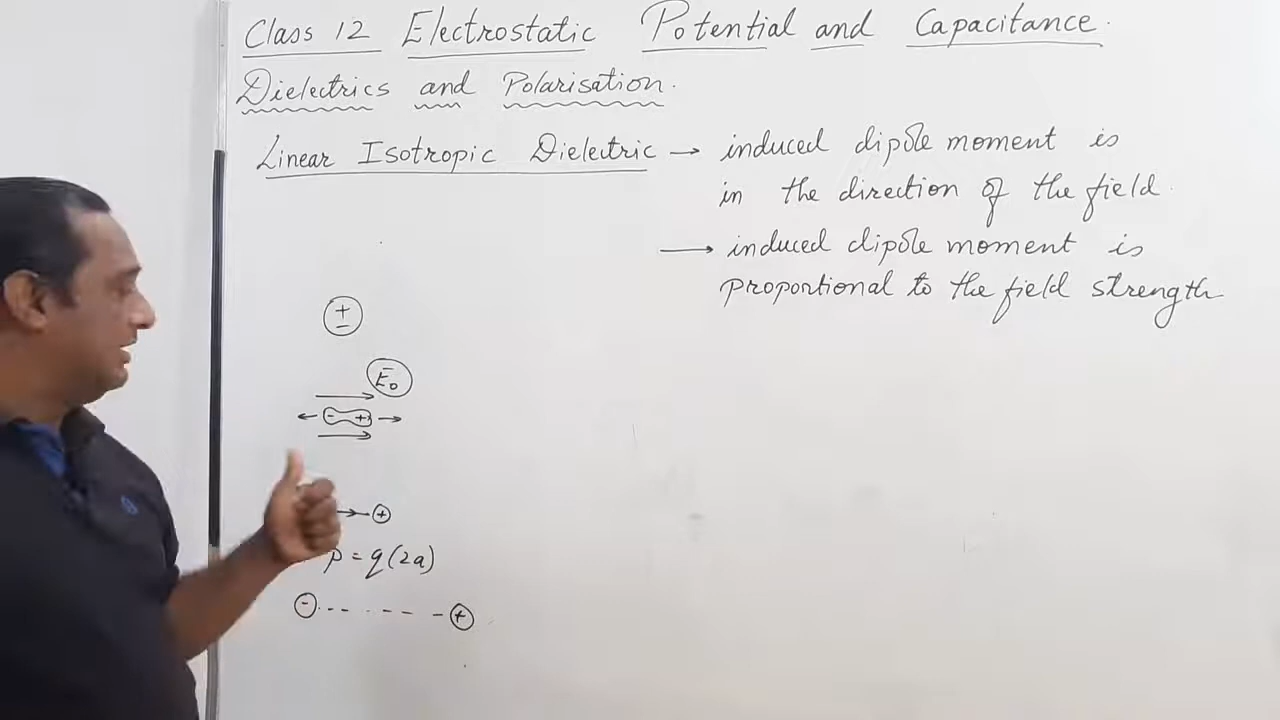 Class 12 Electrostatic Potential and Capacitance.
Dielectrics and Polarisation.
Linear Isotropic Dielectric → induced dipole moment is
in the direction of the field.
→ induced dipole moment is
proportional to the field strength
+
-
E₀
- +
+
p = q(2a)
- +